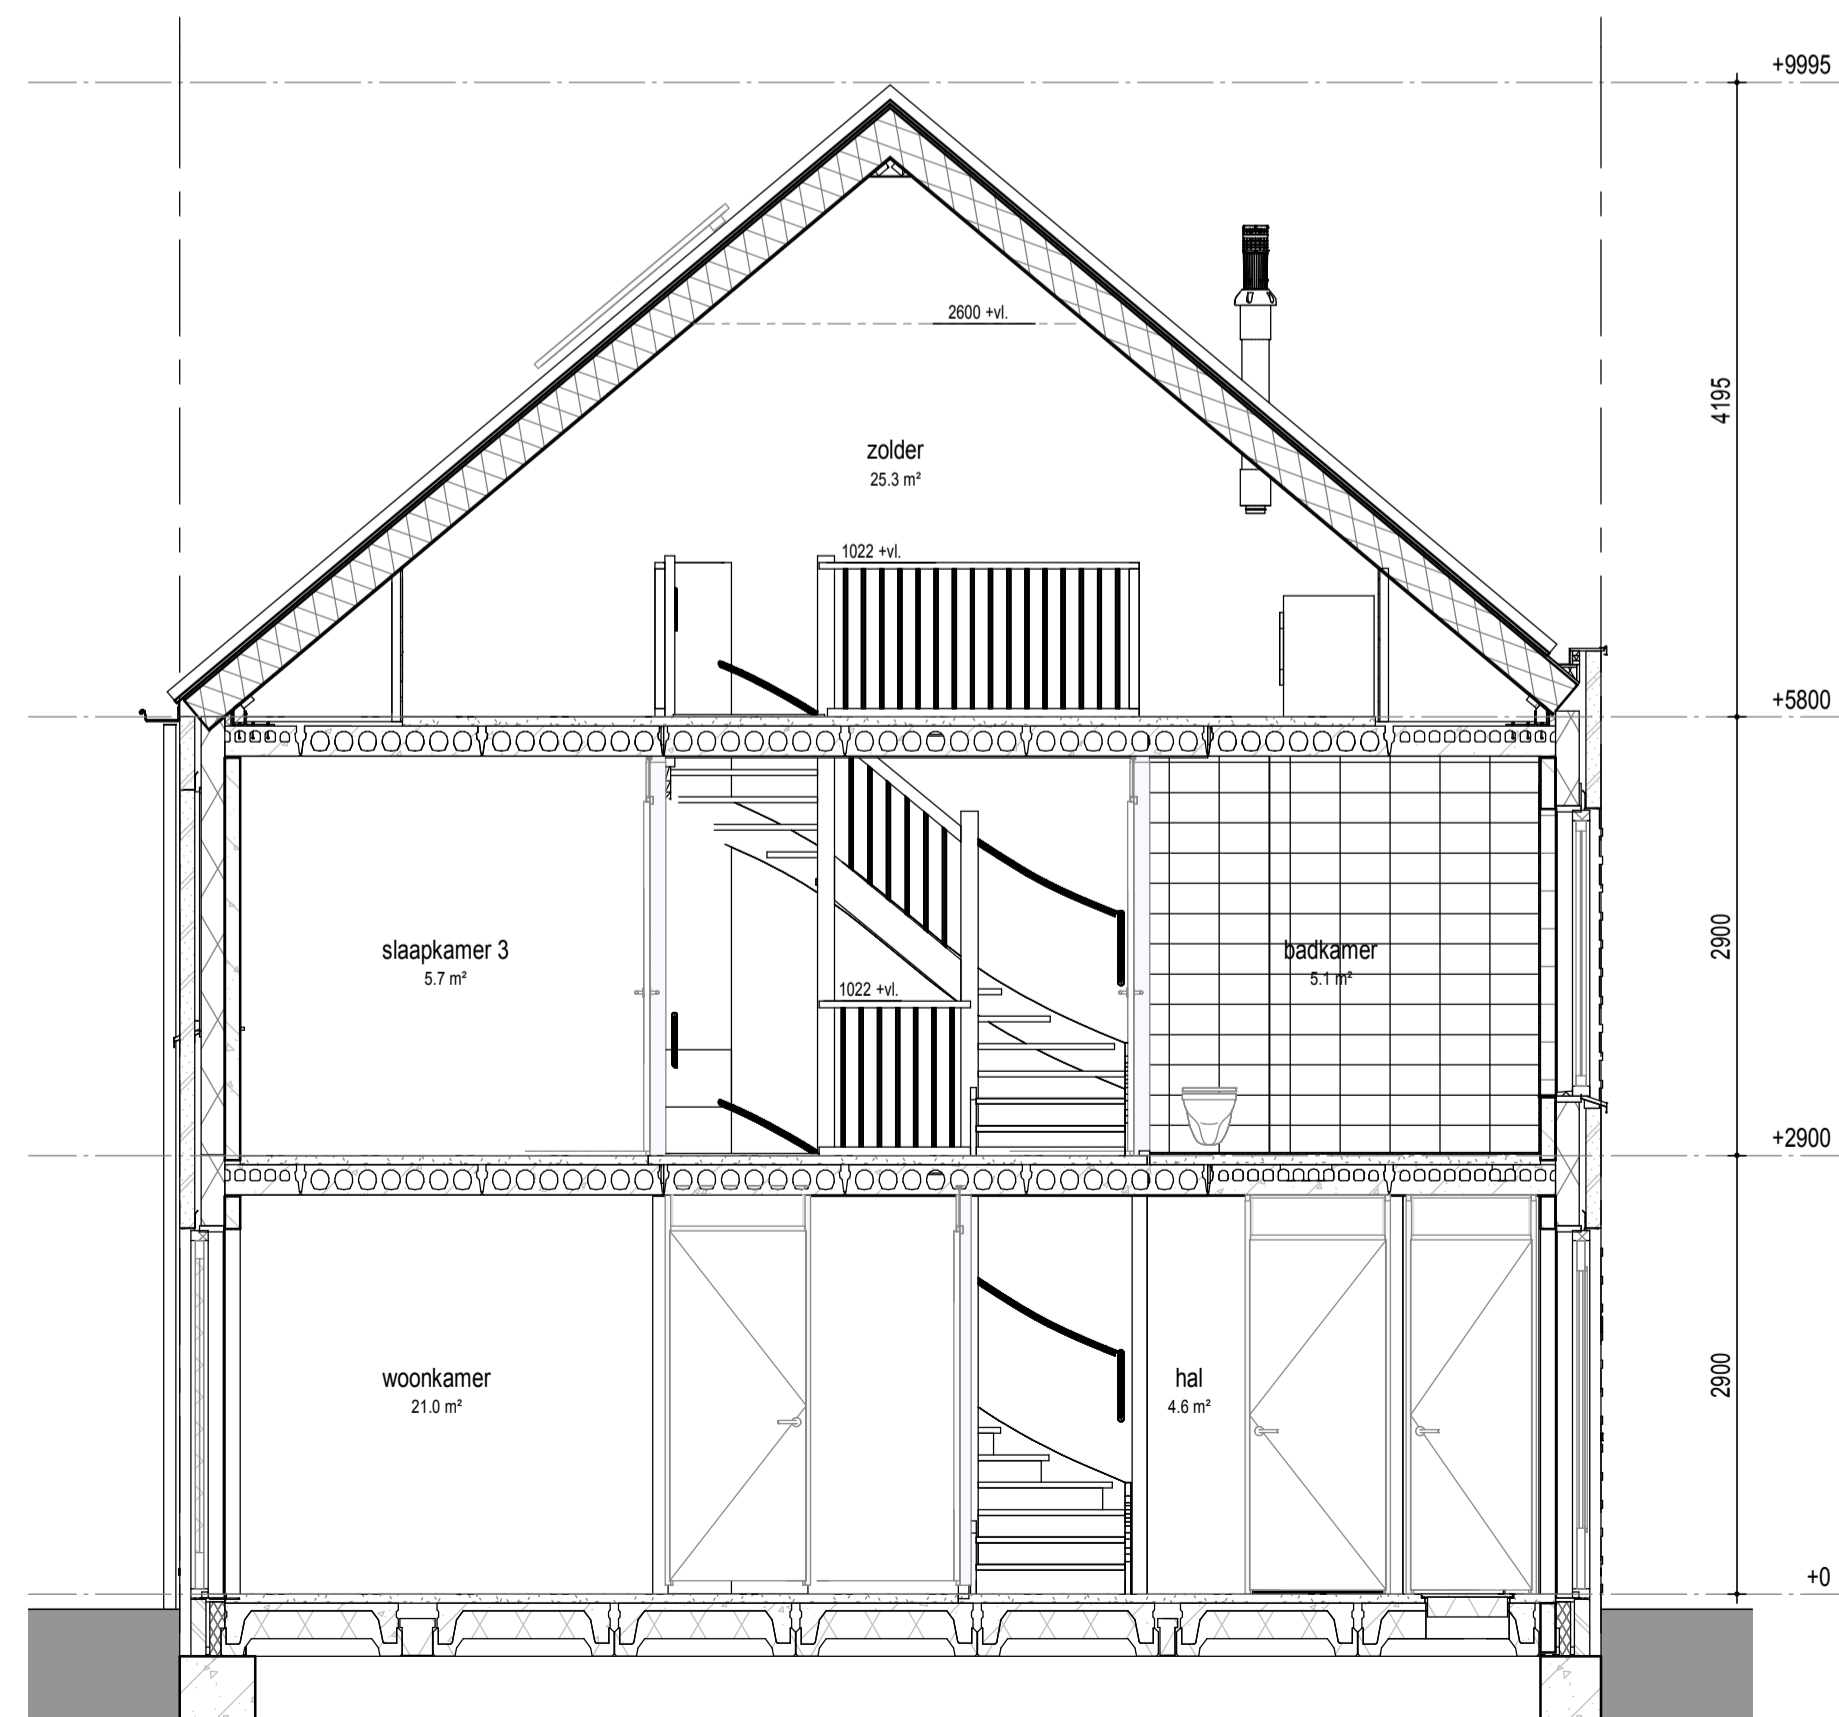 +9995
2600 +vl.
4195
zolder
25.3 m²
1022 +vl.
+5800
slaapkamer 3
5.7 m²
badkamer
5.1 m²
2900
1022 +vl.
+2900
woonkamer
21.0 m²
hal
4.6 m²
2900
+0